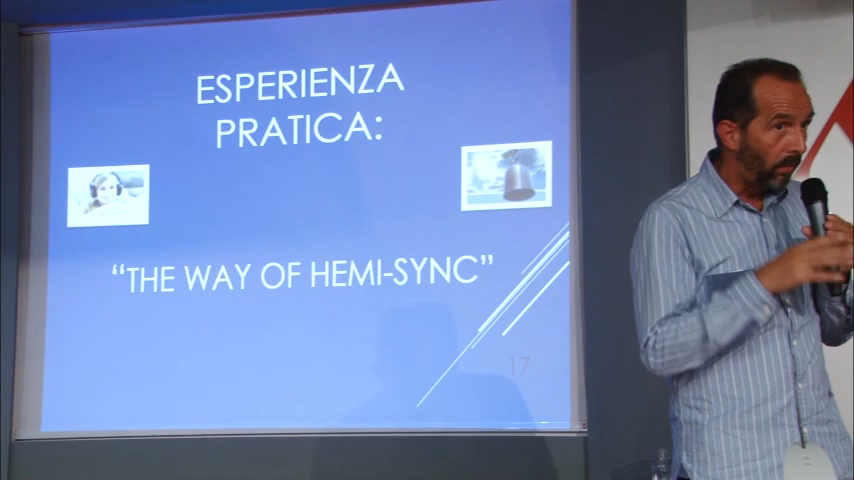 ESPERIENZA
PRATICA:
“THE WAY OF HEMI-SYNC”
17